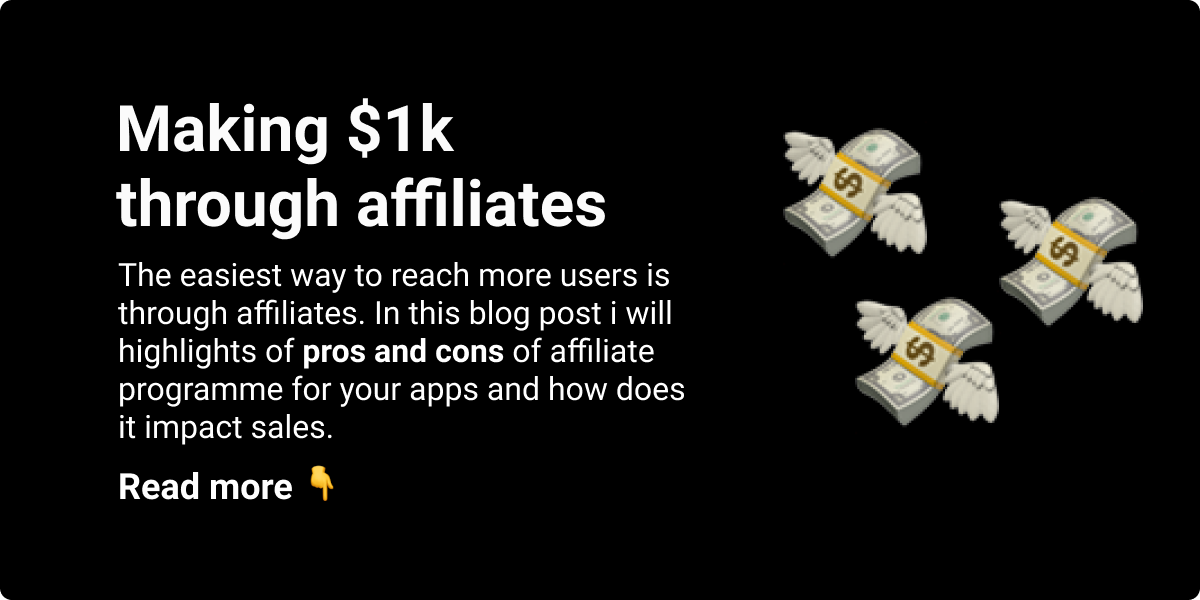 Making $1k
through affiliates
The easiest way to reach more users is
through affiliates. In this blog post i will
highlights of pros and cons of affiliate
programme for your apps and how does
it impact sales.
Read more 👇